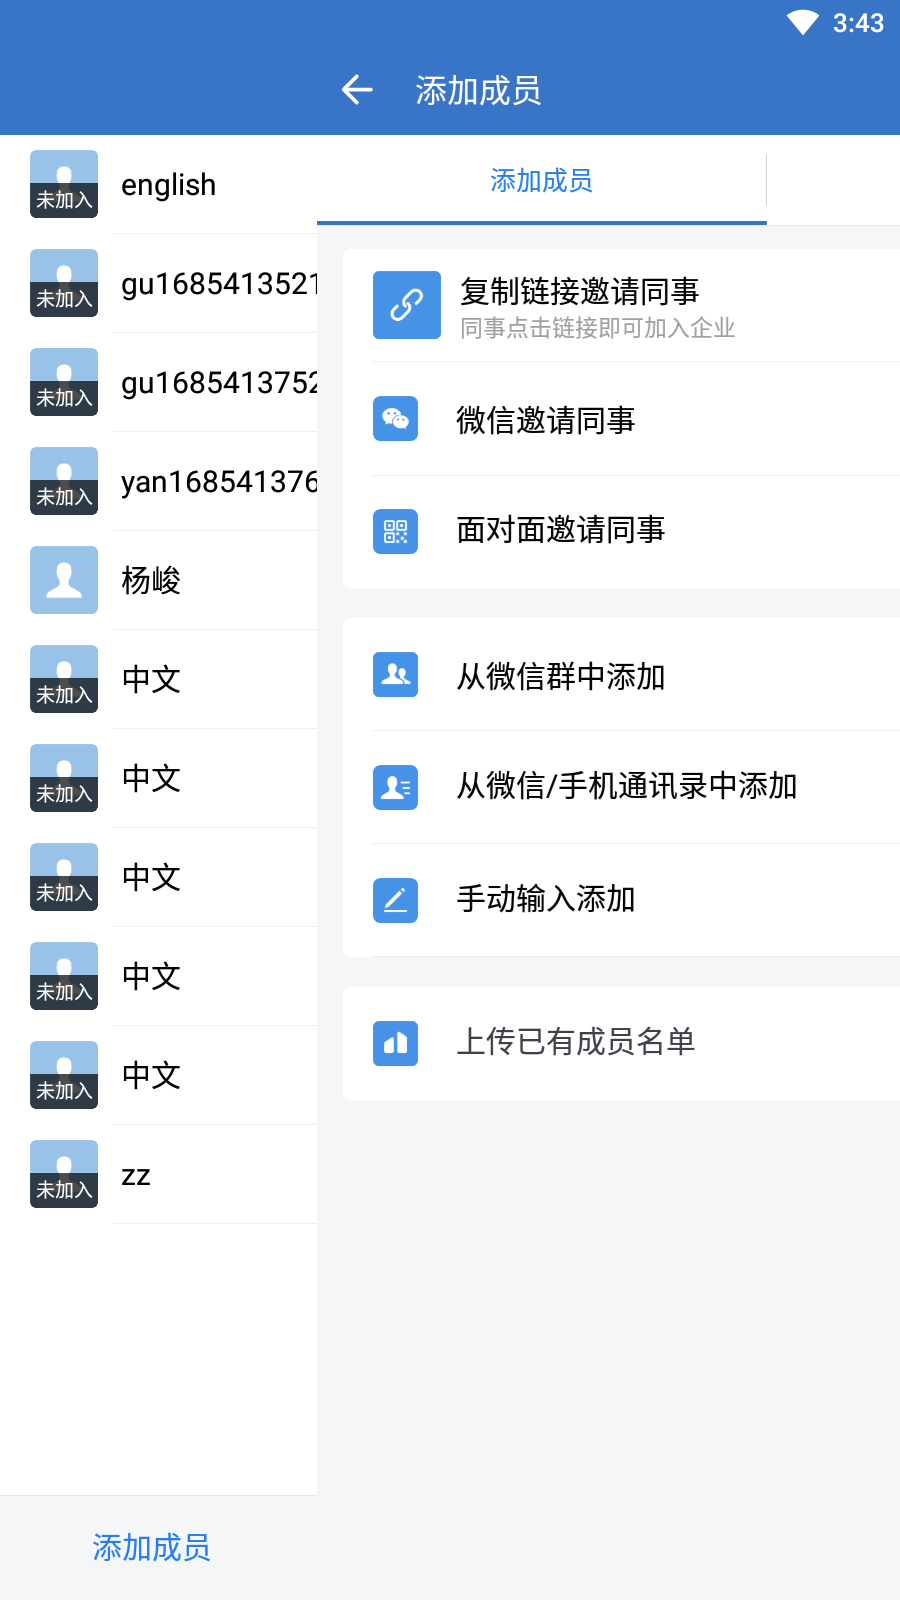 3:43
添加成员
未加入
english
未加入
gu1685413521
未加入
gu1685413752
未加入
yan168541376
杨峻
未加入
中文
未加入
中文
未加入
中文
未加入
中文
未加入
中文
未加入
zz
添加成员
添加成员
复制链接邀请同事
同事点击链接即可加入企业
微信邀请同事
面对面邀请同事
从微信群中添加
从微信/手机通讯录中添加
手动输入添加
上传已有成员名单